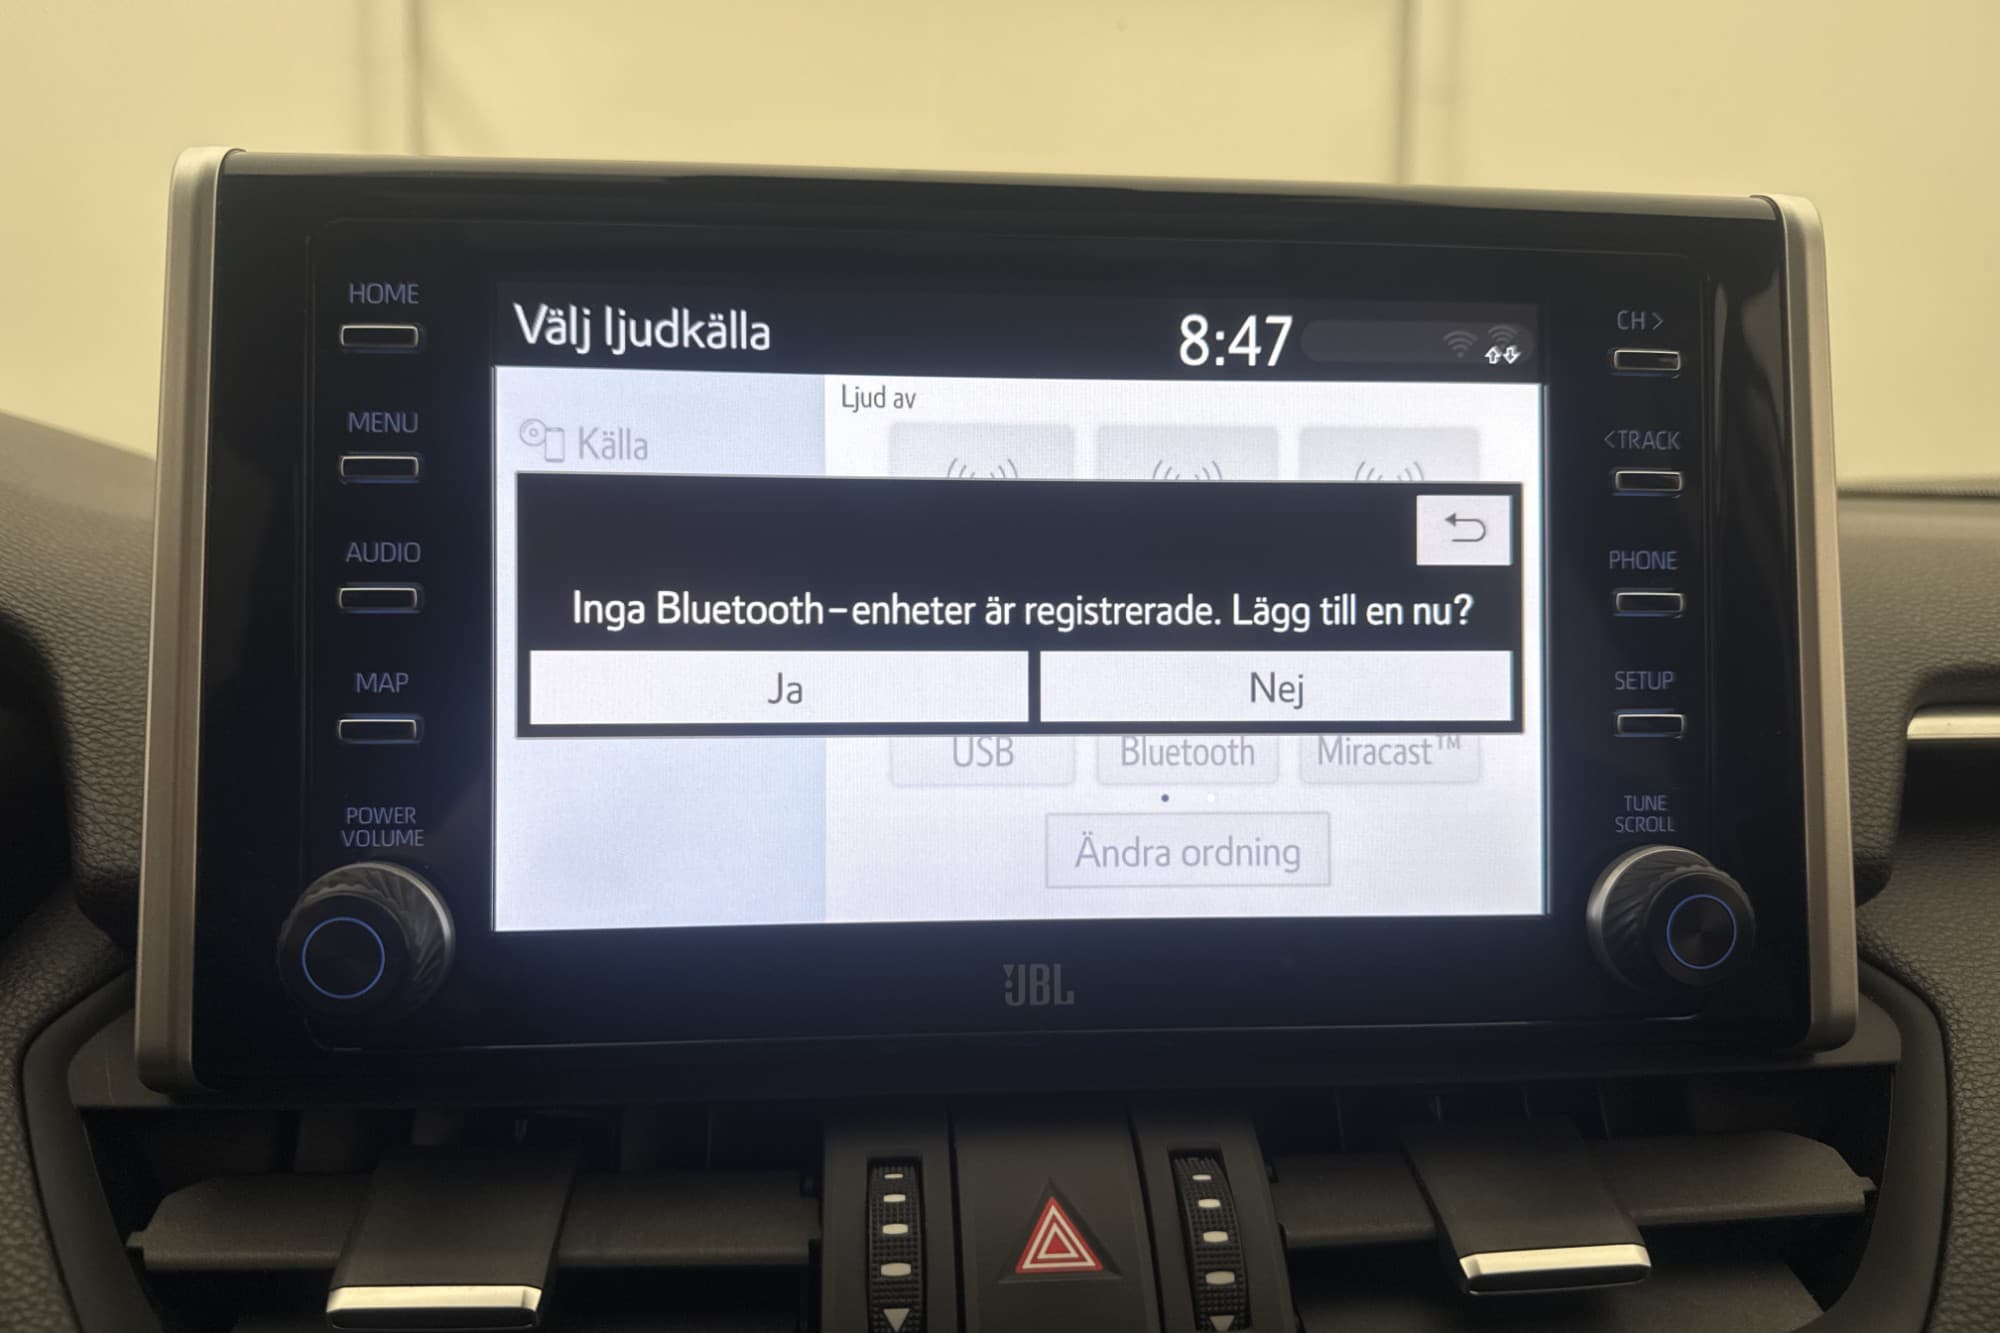 HOME
MENU
AUDIO
MAP
POWER
VOLUME
Välj ljudkälla
8:47
Ljud av
Källa
Inga Bluetooth-enheter är registrerade. Lägg till en nu?
Ja
Nej
USB
Bluetooth
Miracast™
Ändra ordning
JBL
CH >
< TRACK
PHONE
SETUP
TUNE
SCROLL